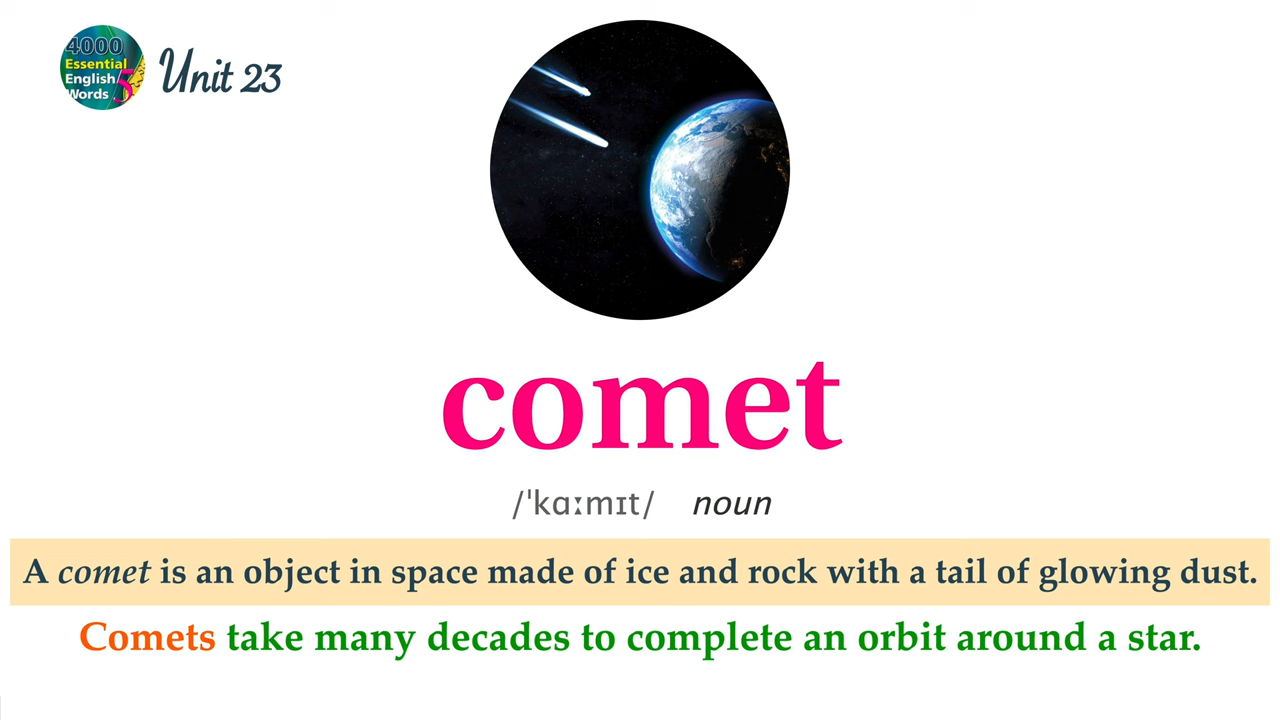 4000
Essential
English
Words 5
Unit 23
comet
/ˈkɑːmɪt/ noun
A comet is an object in space made of ice and rock with a tail of glowing dust.
Comets take many decades to complete an orbit around a star.